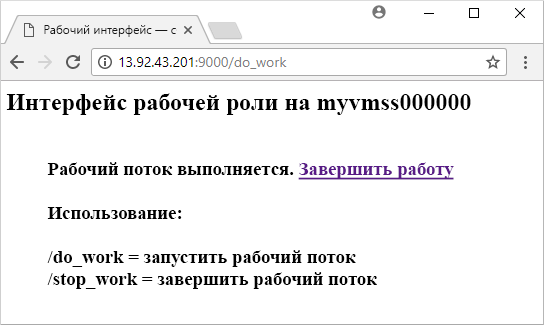 Рабочий интерфейс — с
13.92.43.201:9000/do_work
Интерфейс рабочей роли на myvmss000000
Рабочий поток выполняется. Завершить работу
Использование:
/do_work = запустить рабочий поток
/stop_work = завершить рабочий поток